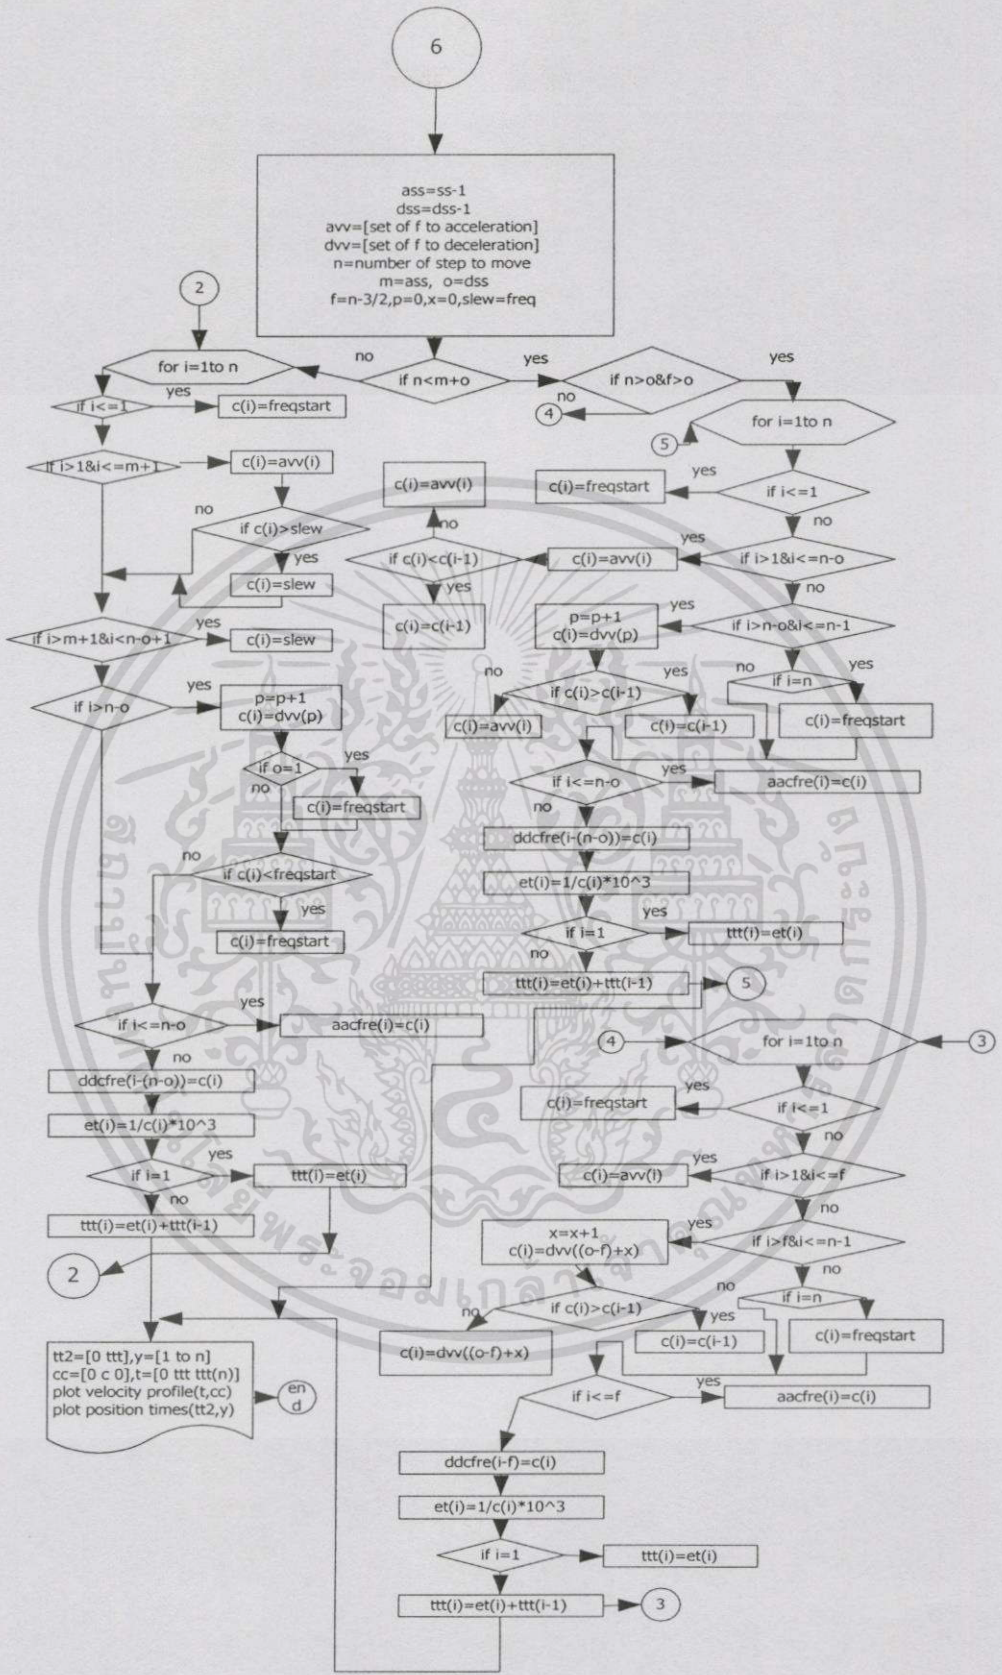 6
ass=ss-1
dss=dss-1
avv=[set of f to acceleration]
dvv=[set of f to deceleration]
n=number of step to move
m=ass, o=dss
f=n-3/2,p=0,x=0,slew=freq
2
for i=1to n
no
if n<m+o
yes
if n>o&f>o
yes
no
4
if i<=1
yes
c(i)=freqstart
for i=1to n
5
if i>1&i<=m+1
c(i)=avv(i)
no
if c(i)>slew
yes
c(i)=slew
if i>m+1&i<n-o+1
yes
c(i)=slew
if i>n-o
yes
p=p+1
c(i)=dvv(p)
if o=1
yes
no
c(i)=freqstart
no
if c(i)<freqstart
yes
c(i)=freqstart
if i<=n-o
yes
aacfre(i)=c(i)
no
ddcfre(i-(n-o))=c(i)
et(i)=1/c(i)*10^3
if i=1
yes
ttt(i)=et(i)
no
ttt(i)=et(i)+ttt(i-1)
2
tt2=[0 ttt],y=[1 to n]
cc=[0 c 0],t=[0 ttt ttt(n)]
plot velocity profile(t,cc)
plot position times(tt2,y)
en
d
if i<=1
yes
c(i)=freqstart
no
if i>1&i<=n-o
yes
c(i)=avv(i)
if c(i)<c(i-1)
no
c(i)=avv(i)
yes
c(i)=c(i-1)
no
if i>n-o&i<=n-1
yes
p=p+1
c(i)=dvv(p)
no
if c(i)>c(i-1)
c(i)=avv(i)
c(i)=c(i-1)
no
if i=n
yes
c(i)=freqstart
if i<=n-o
yes
aacfre(i)=c(i)
no
ddcfre(i-(n-o))=c(i)
et(i)=1/c(i)*10^3
if i=1
yes
ttt(i)=et(i)
no
ttt(i)=et(i)+ttt(i-1)
5
4
for i=1to n
3
if i<=1
yes
c(i)=freqstart
no
if i>1&i<=f
yes
c(i)=avv(i)
no
if i>f&i<=n-1
yes
x=x+1
c(i)=dvv((o-f)+x)
no
if i=n
no
c(i)=freqstart
if c(i)>c(i-1)
no
c(i)=dvv((o-f)+x)
yes
c(i)=c(i-1)
if i<=f
yes
aacfre(i)=c(i)
ddcfre(i-f)=c(i)
et(i)=1/c(i)*10^3
if i=1
ttt(i)=et(i)
ttt(i)=et(i)+ttt(i-1)
3